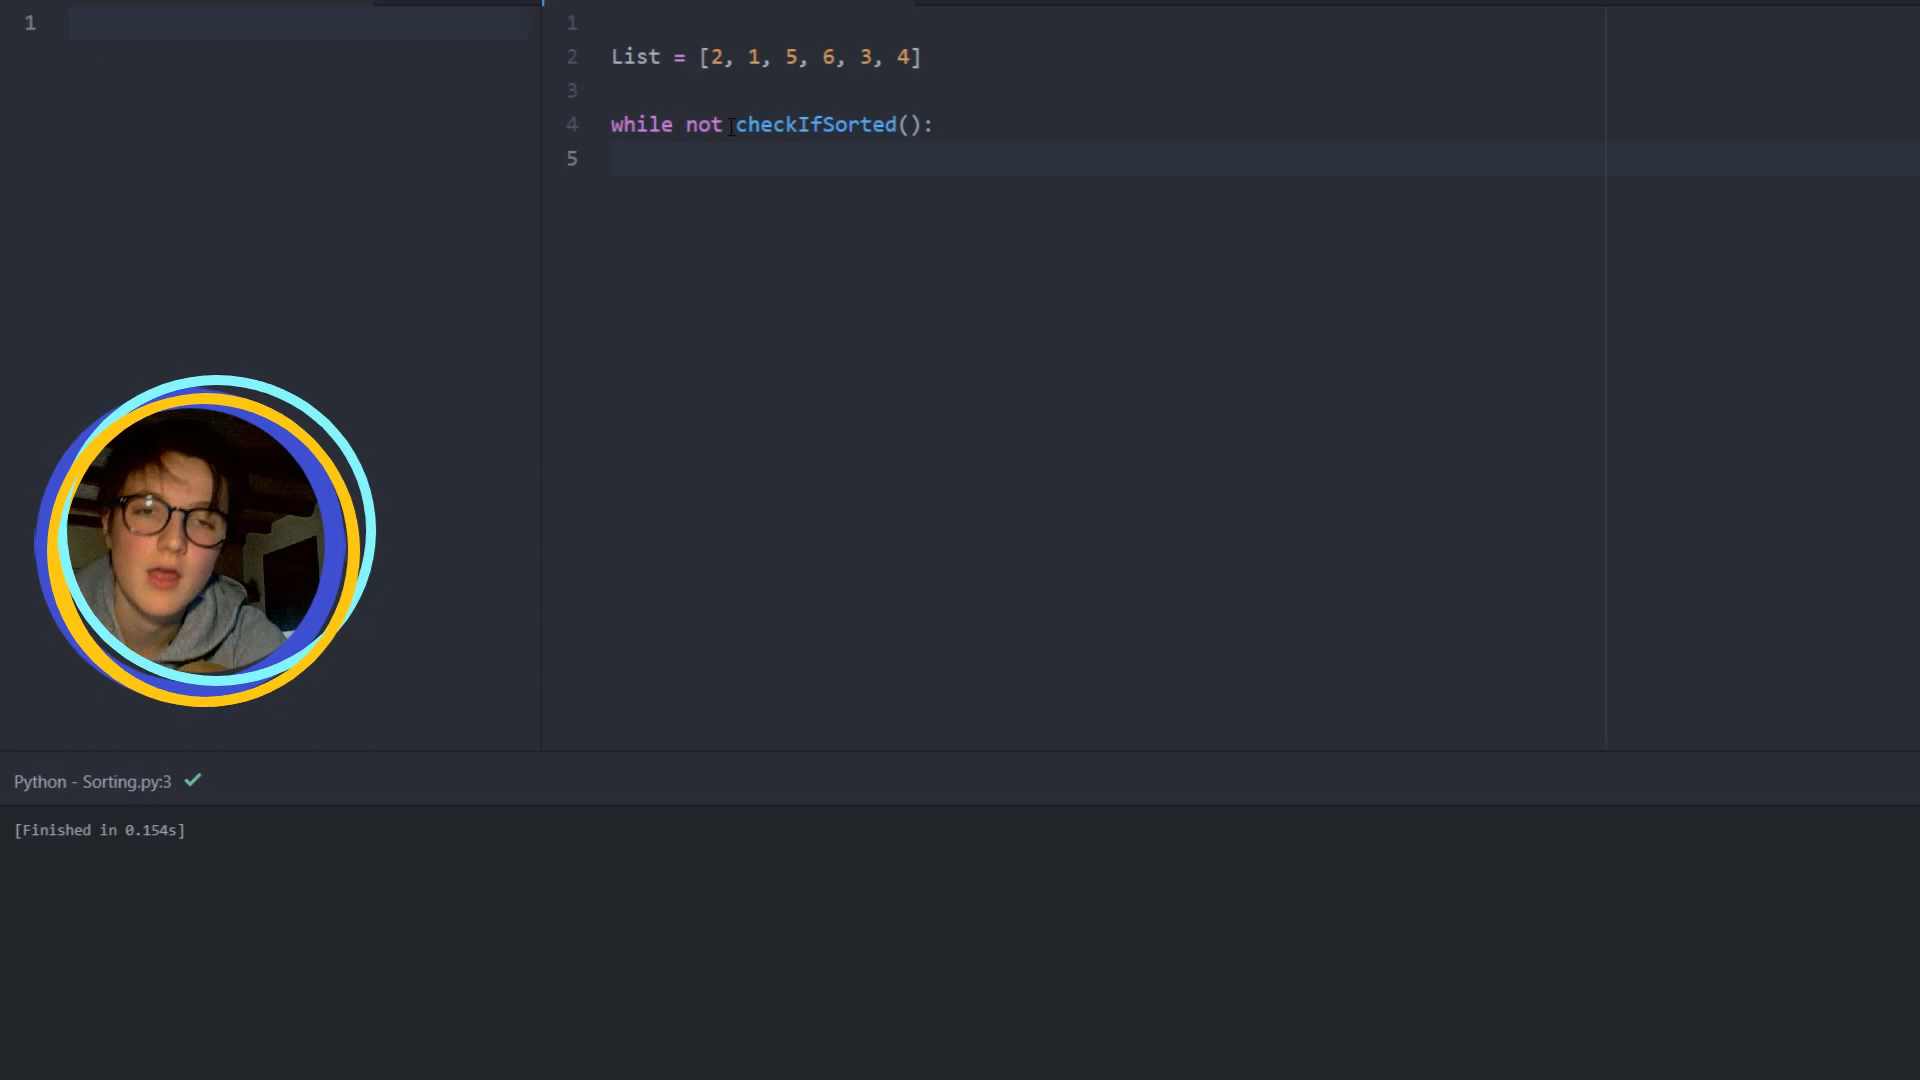 1
1
2 List = [2, 1, 5, 6, 3, 4]
3
4 while not checkIfSorted():
5
Python - Sorting.py:3
[Finished in 0.154s]